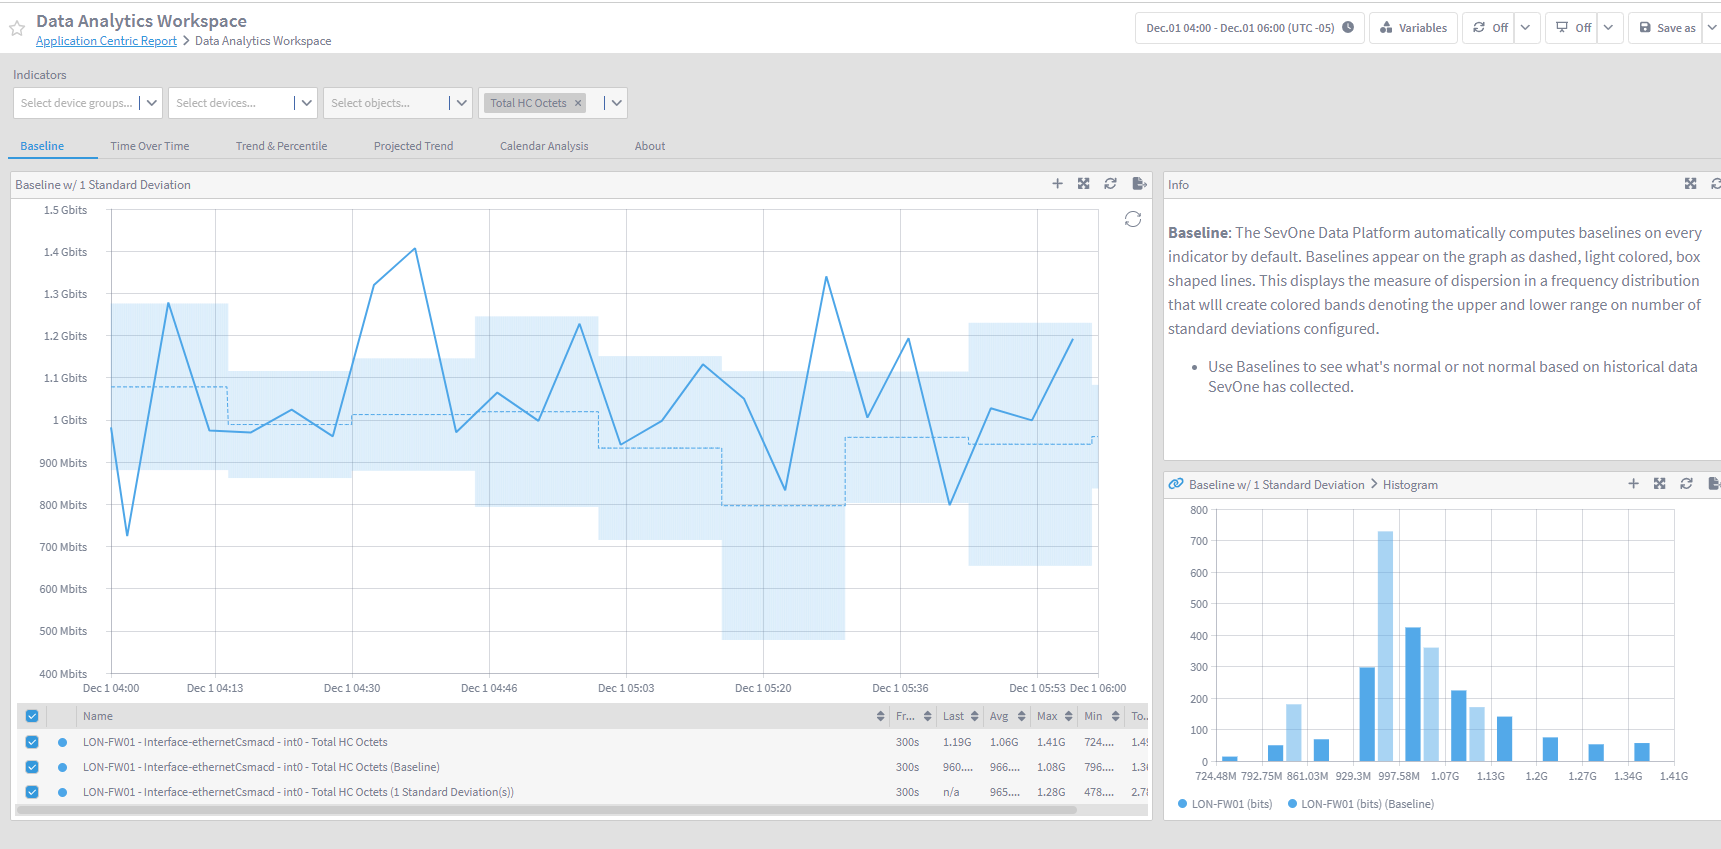 Data Analytics Workspace
Application Centric Report > Data Analytics Workspace
Dec.01 04:00 - Dec.01 06:00 (UTC -05)
Variables
Off
Off
Save as
Indicators
Select device groups...
Select devices...
Select objects...
Total HC Octets ×
Baseline
Time Over Time
Trend & Percentile
Projected Trend
Calendar Analysis
About
Baseline w/ 1 Standard Deviation
1.5 Gbits
1.4 Gbits
1.3 Gbits
1.2 Gbits
1.1 Gbits
1 Gbits
900 Mbits
800 Mbits
700 Mbits
600 Mbits
500 Mbits
400 Mbits
Dec 1 04:00 Dec 1 04:13 Dec 1 04:30 Dec 1 04:46 Dec 1 05:03 Dec 1 05:20 Dec 1 05:36 Dec 1 05:53 Dec 1 06:00
Name Fr... Last Avg Max Min To..
LON-FW01 - Interface-ethernetCsmacd - int0 - Total HC Octets 300s 1.19G 1.06G 1.41G 724....
LON-FW01 - Interface-ethernetCsmacd - int0 - Total HC Octets (Baseline) 300s 960.... 966.... 1.08G 796....
LON-FW01 - Interface-ethernetCsmacd - int0 - Total HC Octets (1 Standard Deviation(s)) 300s n/a 965.... 1.28G 478....
Info
Baseline: The SevOne Data Platform automatically computes baselines on every
indicator by default. Baselines appear on the graph as dashed, light colored, box
shaped lines. This displays the measure of dispersion in a frequency distribution
that wlll create colored bands denoting the upper and lower range on number of
standard deviations configured.
• Use Baselines to see what's normal or not normal based on historical data
SevOne has collected.
Baseline w/ 1 Standard Deviation > Histogram
800
700
600
500
400
300
200
100
0
724.48M 792.75M 861.03M 929.3M 997.58M 1.07G 1.13G 1.2G 1.27G 1.34G 1.41G
LON-FW01 (bits) LON-FW01 (bits) (Baseline)